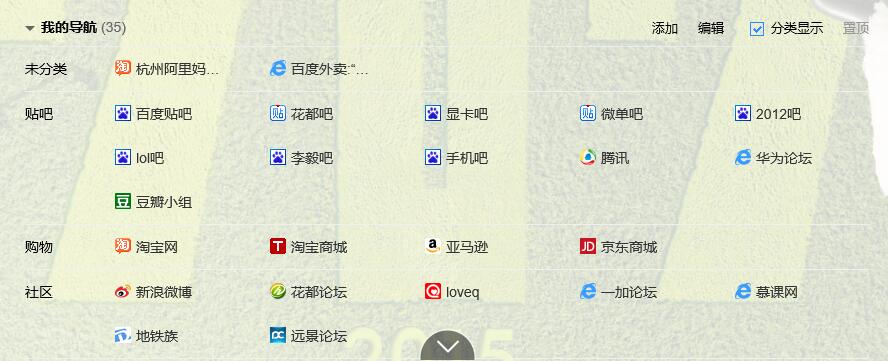 我的导航 (35) 添加 编辑 分类显示 置顶
未分类 杭州阿里妈... 百度外卖:“...
贴吧 百度贴吧 花都吧 显卡吧 微单吧 2012吧
lol吧 李毅吧 手机吧 腾讯 华为论坛
豆瓣小组
购物 淘宝网 淘宝商城 亚马逊 京东商城
社区 新浪微博 花都论坛 loveq 一加论坛 慕课网
地铁族 远景论坛